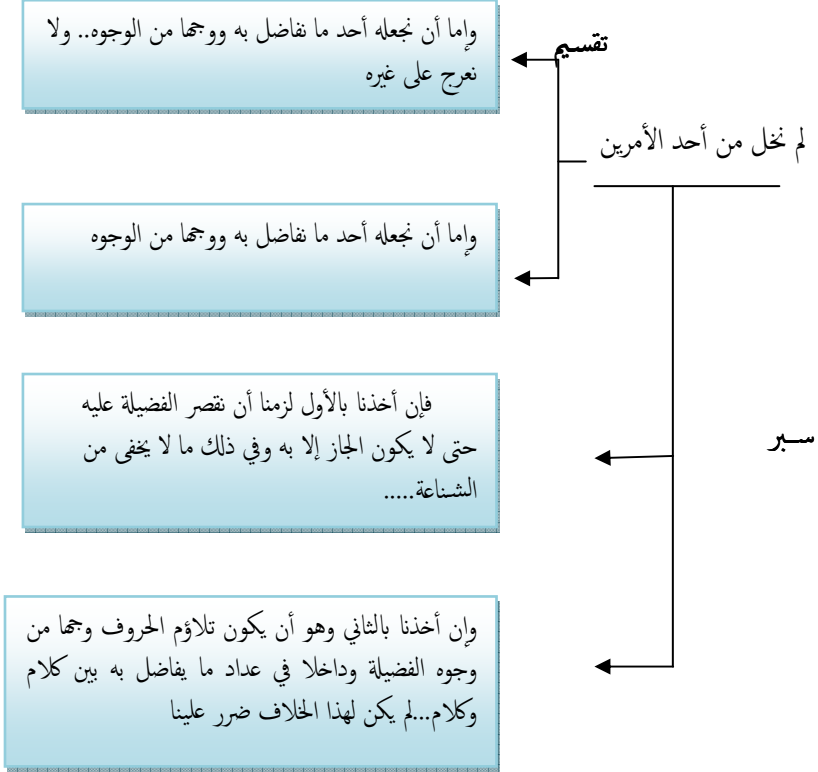 وإما أن نجعله أحد ما نفاضل به ووجها من الوجوه.. ولا
نعرج على غيره
تقسيم
لم نخل من أحد الأمرين
وإما أن نجعله أحد ما نفاضل به ووجها من الوجوه
فإن أخذنا بالأول لزمنا أن نقصر الفضيلة عليه
حتى لا يكون الجاز إلا به وفي ذلك ما لا يخفى من
الشناعة.....
سبر
وإن أخذنا بالثاني وهو أن يكون تلاؤم الحروف وجها من
وجوه الفضيلة وداخلا في عداد ما يفاضل به بين كلام
وكلام...لم يكن لهذا الخلاف ضرر علينا